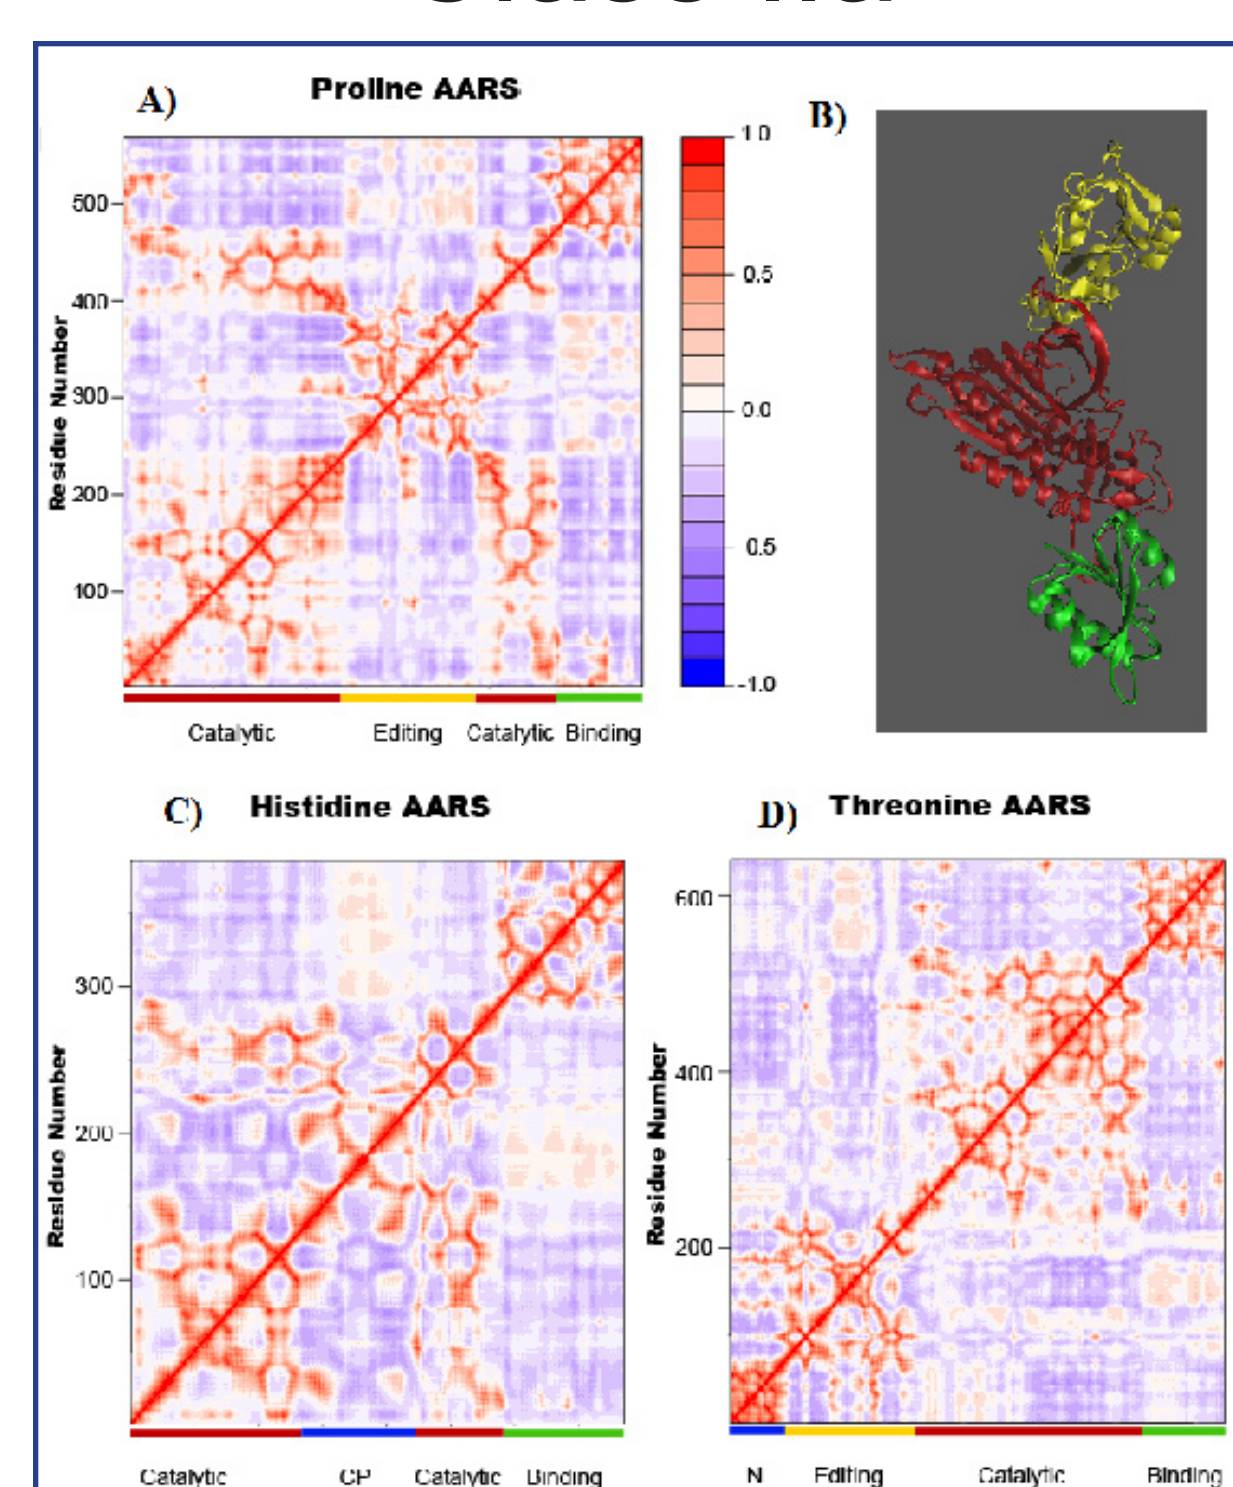 A)
Proline AARS
B)
1.0
0.5
0.0
0.5
-1.0
Residue Number
500
400
300
200
100
Catalytic Editing Catalytic Binding
C)
Histidine AARS
D)
Threonine AARS
Residue Number
300
200
100
Catalytic CP Catalytic Binding
Residue Number
600
400
200
N Editing Catalytic Binding